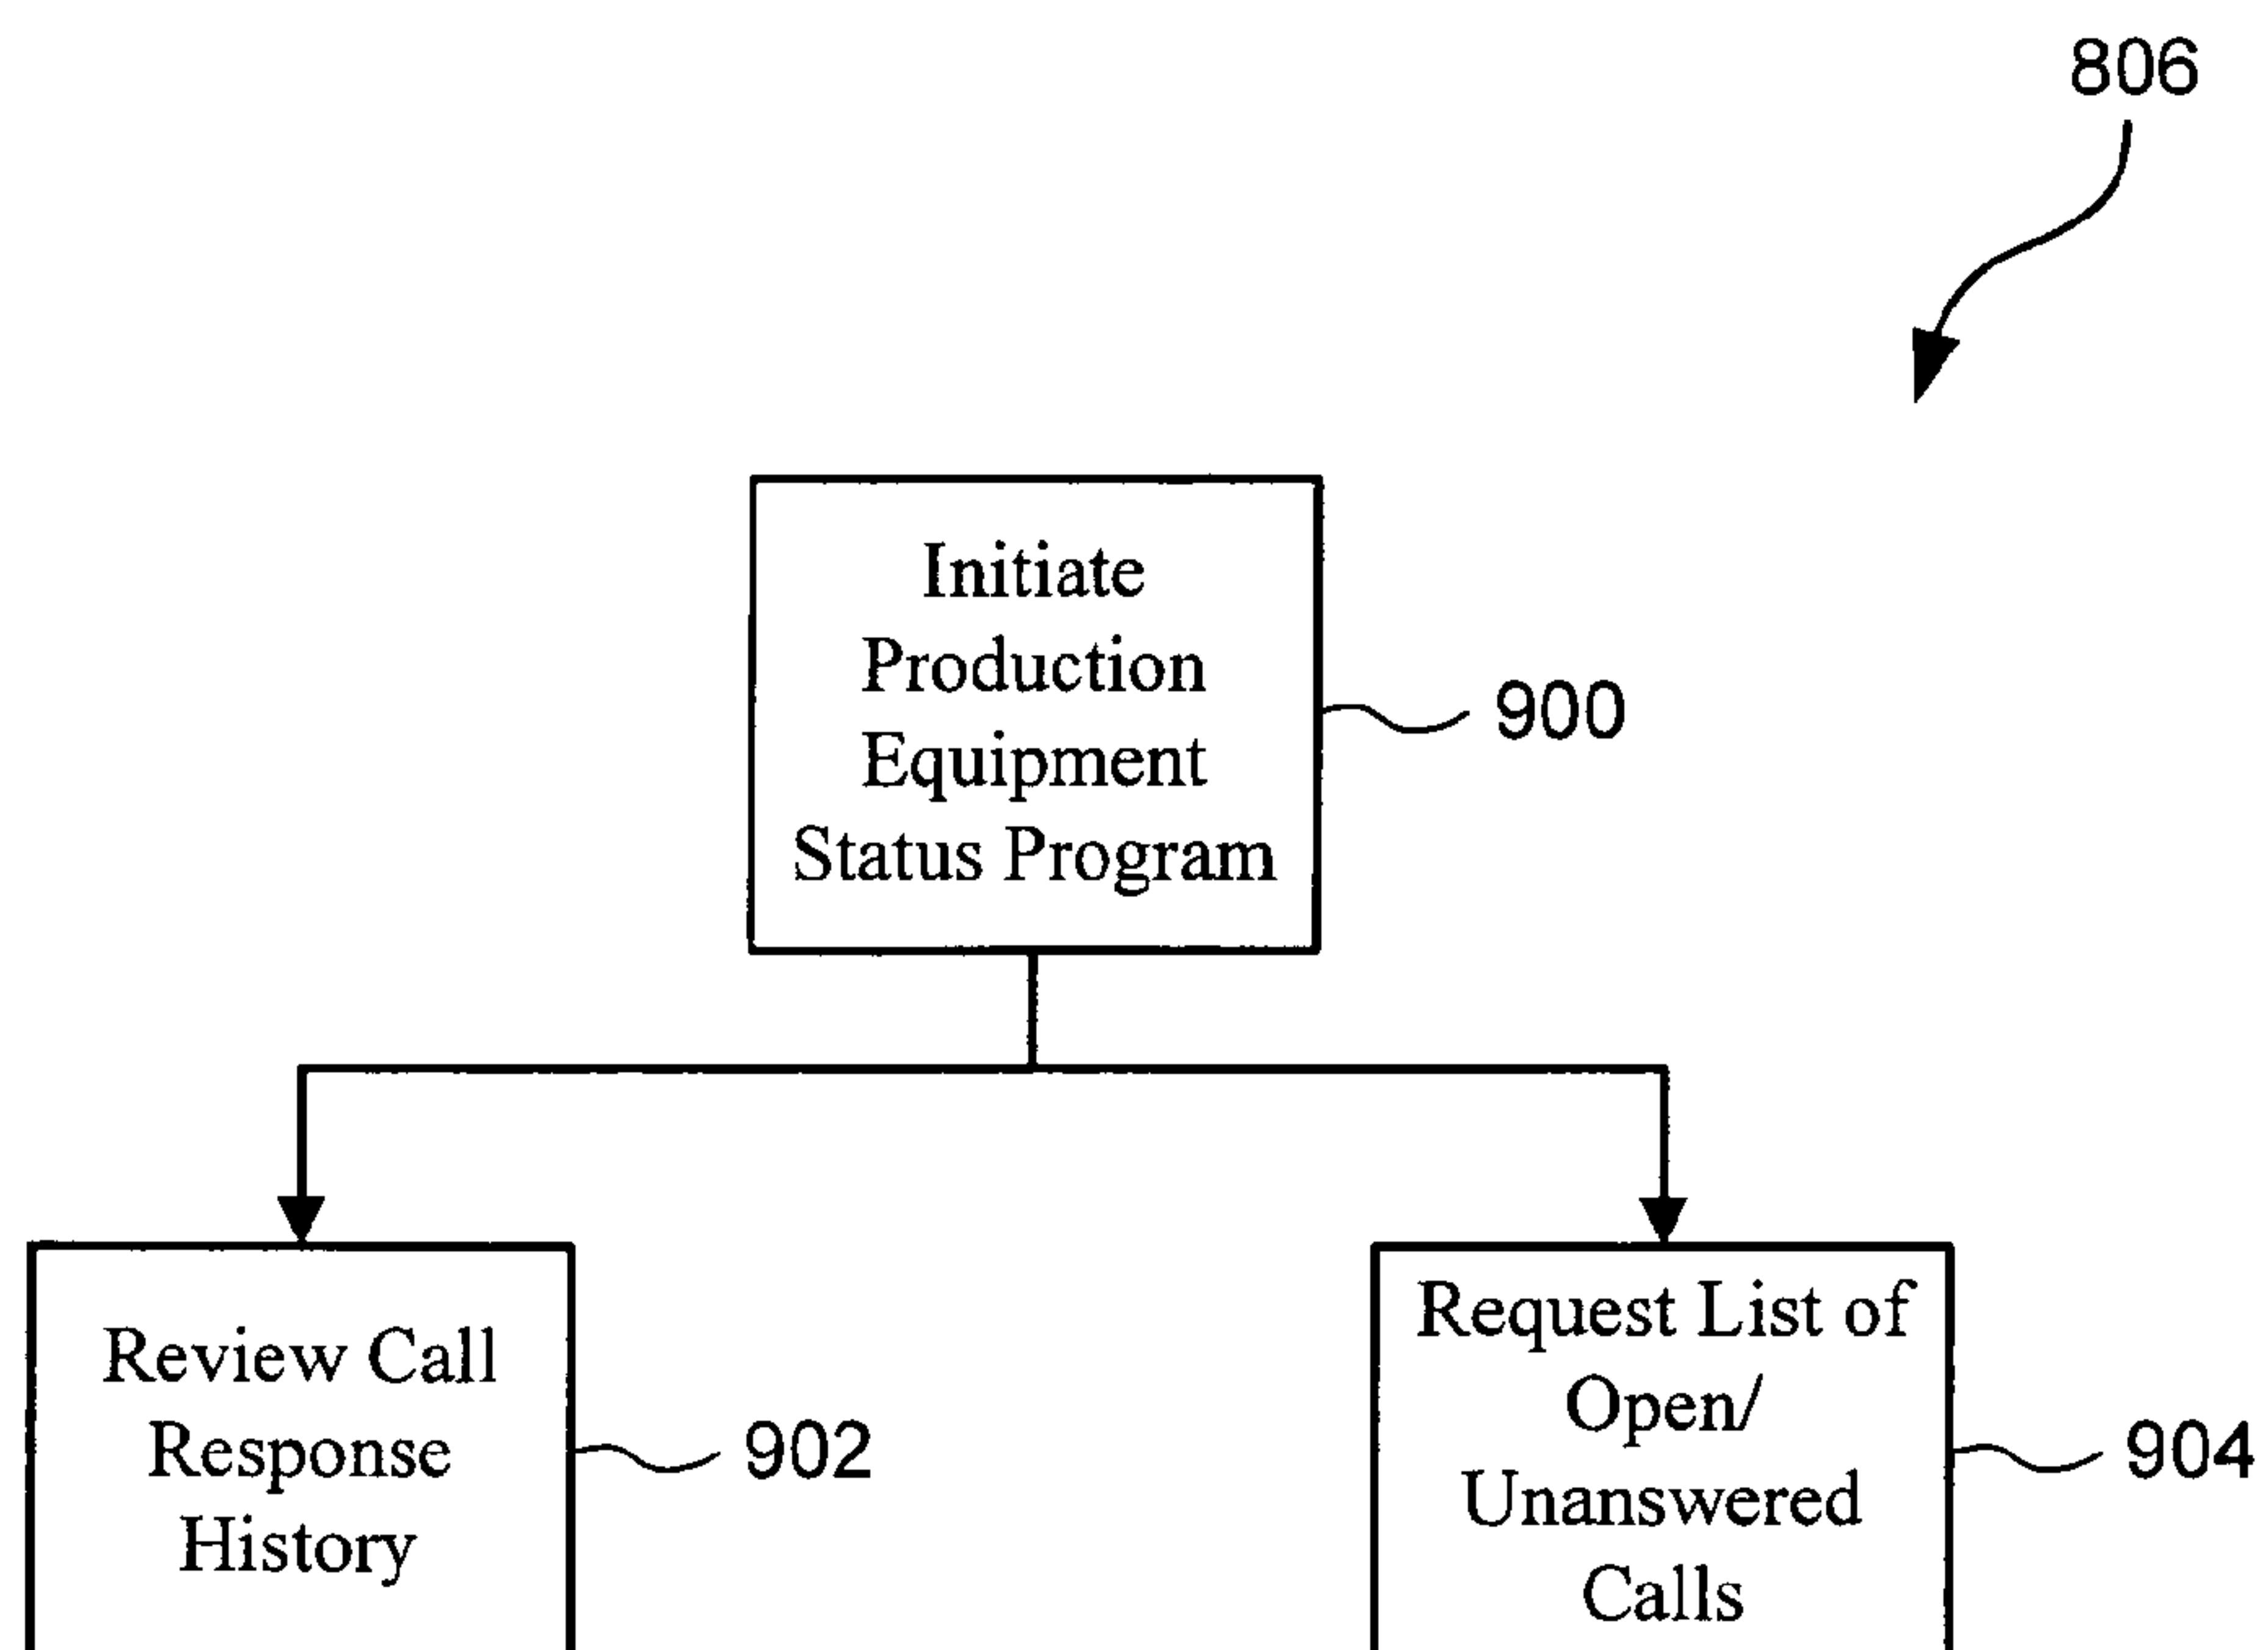 806
Initiate
Production
Equipment
Status Program
900
Review Call
Response
History
902
Request List of
Open/
Unanswered
Calls
904